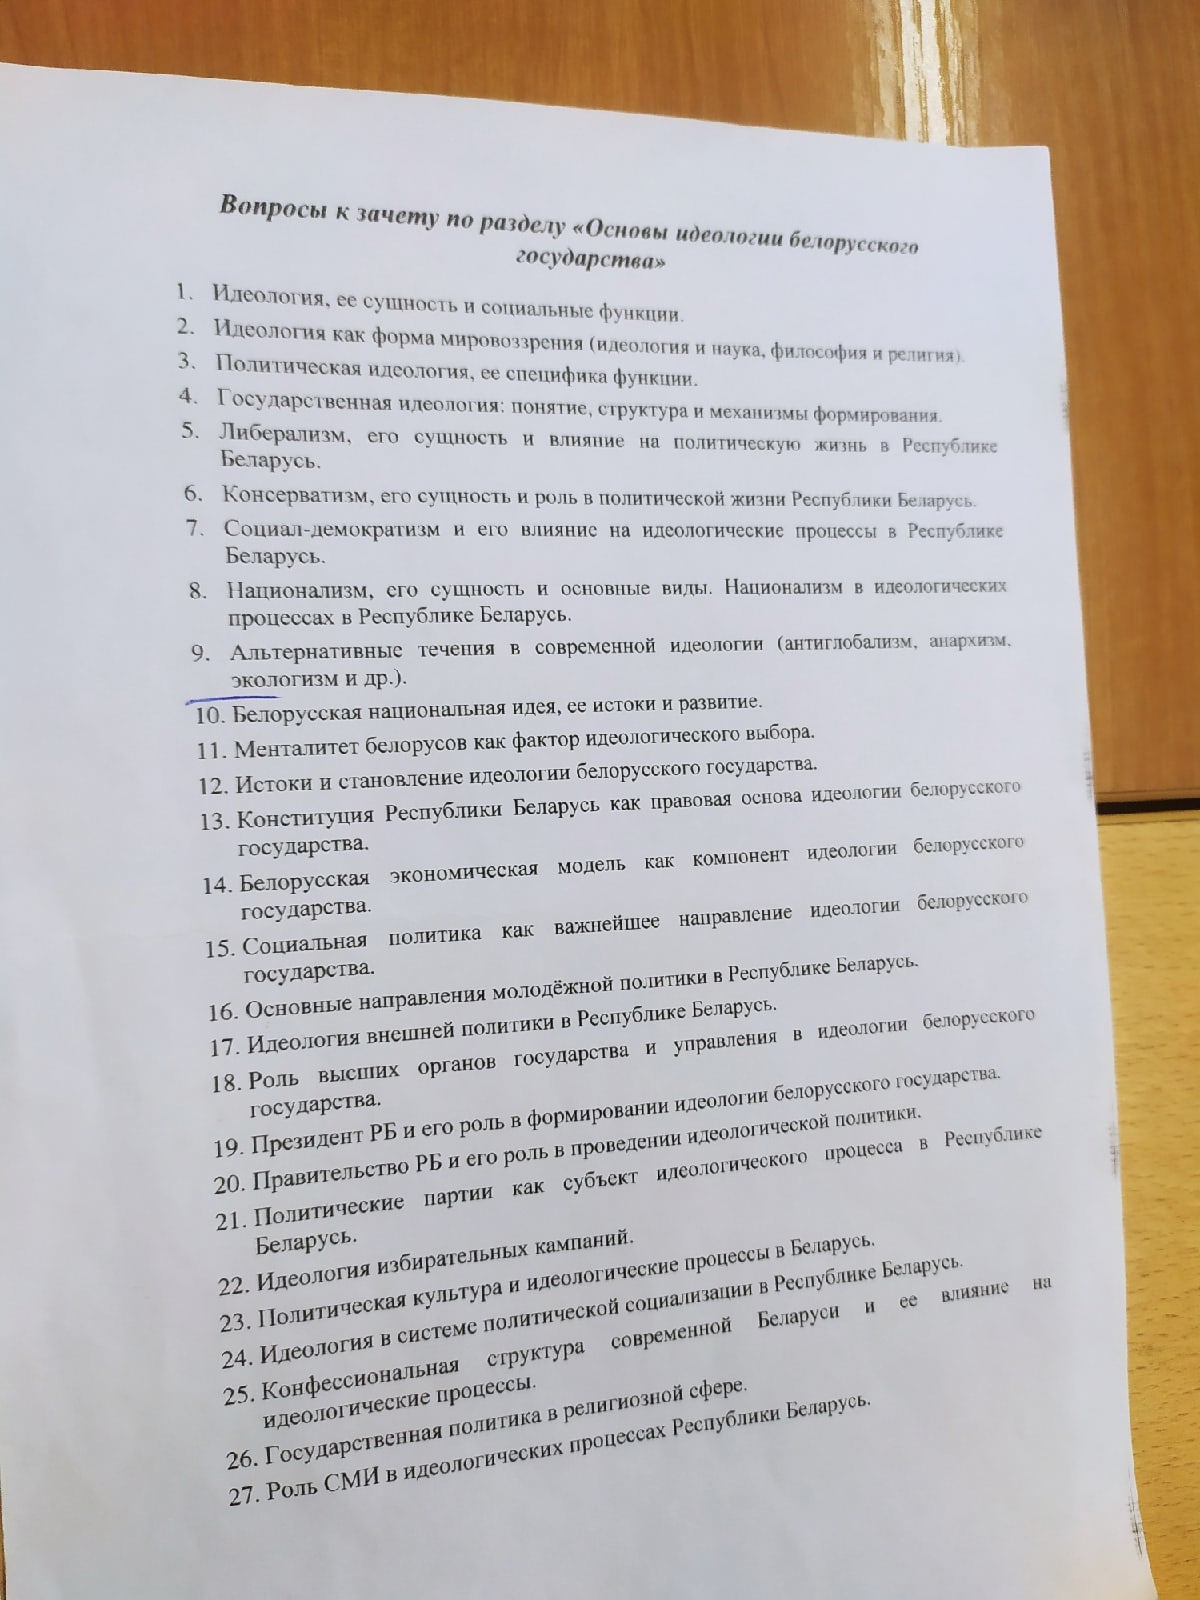 Вопросы к зачету по разделу «Основы идеологии белорусского
государства»
1. Идеология, ее сущность и социальные функции.
2. Идеология как форма мировоззрения (идеология и наука, философия и религия).
3. Политическая идеология, ее специфика функции.
4. Государственная идеология: понятие, структура и механизмы формирования.
5. Либерализм, его сущность и влияние на политическую жизнь в Республике
Беларусь.
6. Консерватизм, его сущность и роль в политической жизни Республики Беларусь.
7. Социал-демократизм и его влияние на идеологические процессы в Республике
Беларусь.
8. Национализм, его сущность и основные виды. Национализм в идеологических
процессах в Республике Беларусь.
9. Альтернативные течения в современной идеологии (антиглобализм, анархизм,
экологизм и др.).
10. Белорусская национальная идея, ее истоки и развитие.
11. Менталитет белорусов как фактор идеологического выбора.
12. Истоки и становление идеологии белорусского государства.
13. Конституция Республики Беларусь как правовая основа идеологии белорусского
государства.
14. Белорусская экономическая модель как компонент идеологии белорусского
государства.
15. Социальная политика как важнейшее направление идеологии белорусского
государства.
16. Основные направления молодёжной политики в Республике Беларусь.
17. Идеология внешней политики в Республике Беларусь.
18. Роль высших органов государства и управления в идеологии белорусского
государства.
19. Президент РБ и его роль в формировании идеологии белорусского государства.
20. Правительство РБ и его роль в проведении идеологической политики.
21. Политические партии как субъект идеологического процесса в Республике
Беларусь.
22. Идеология избирательных кампаний.
23. Политическая культура и идеологические процессы в Беларусь.
24. Идеология в системе политической социализации в Республике Беларусь.
25. Конфессиональная структура современной Беларуси и ее влияние на
идеологические процессы.
26. Государственная политика в религиозной сфере.
27. Роль СМИ в идеологических процессах Республики Беларусь.